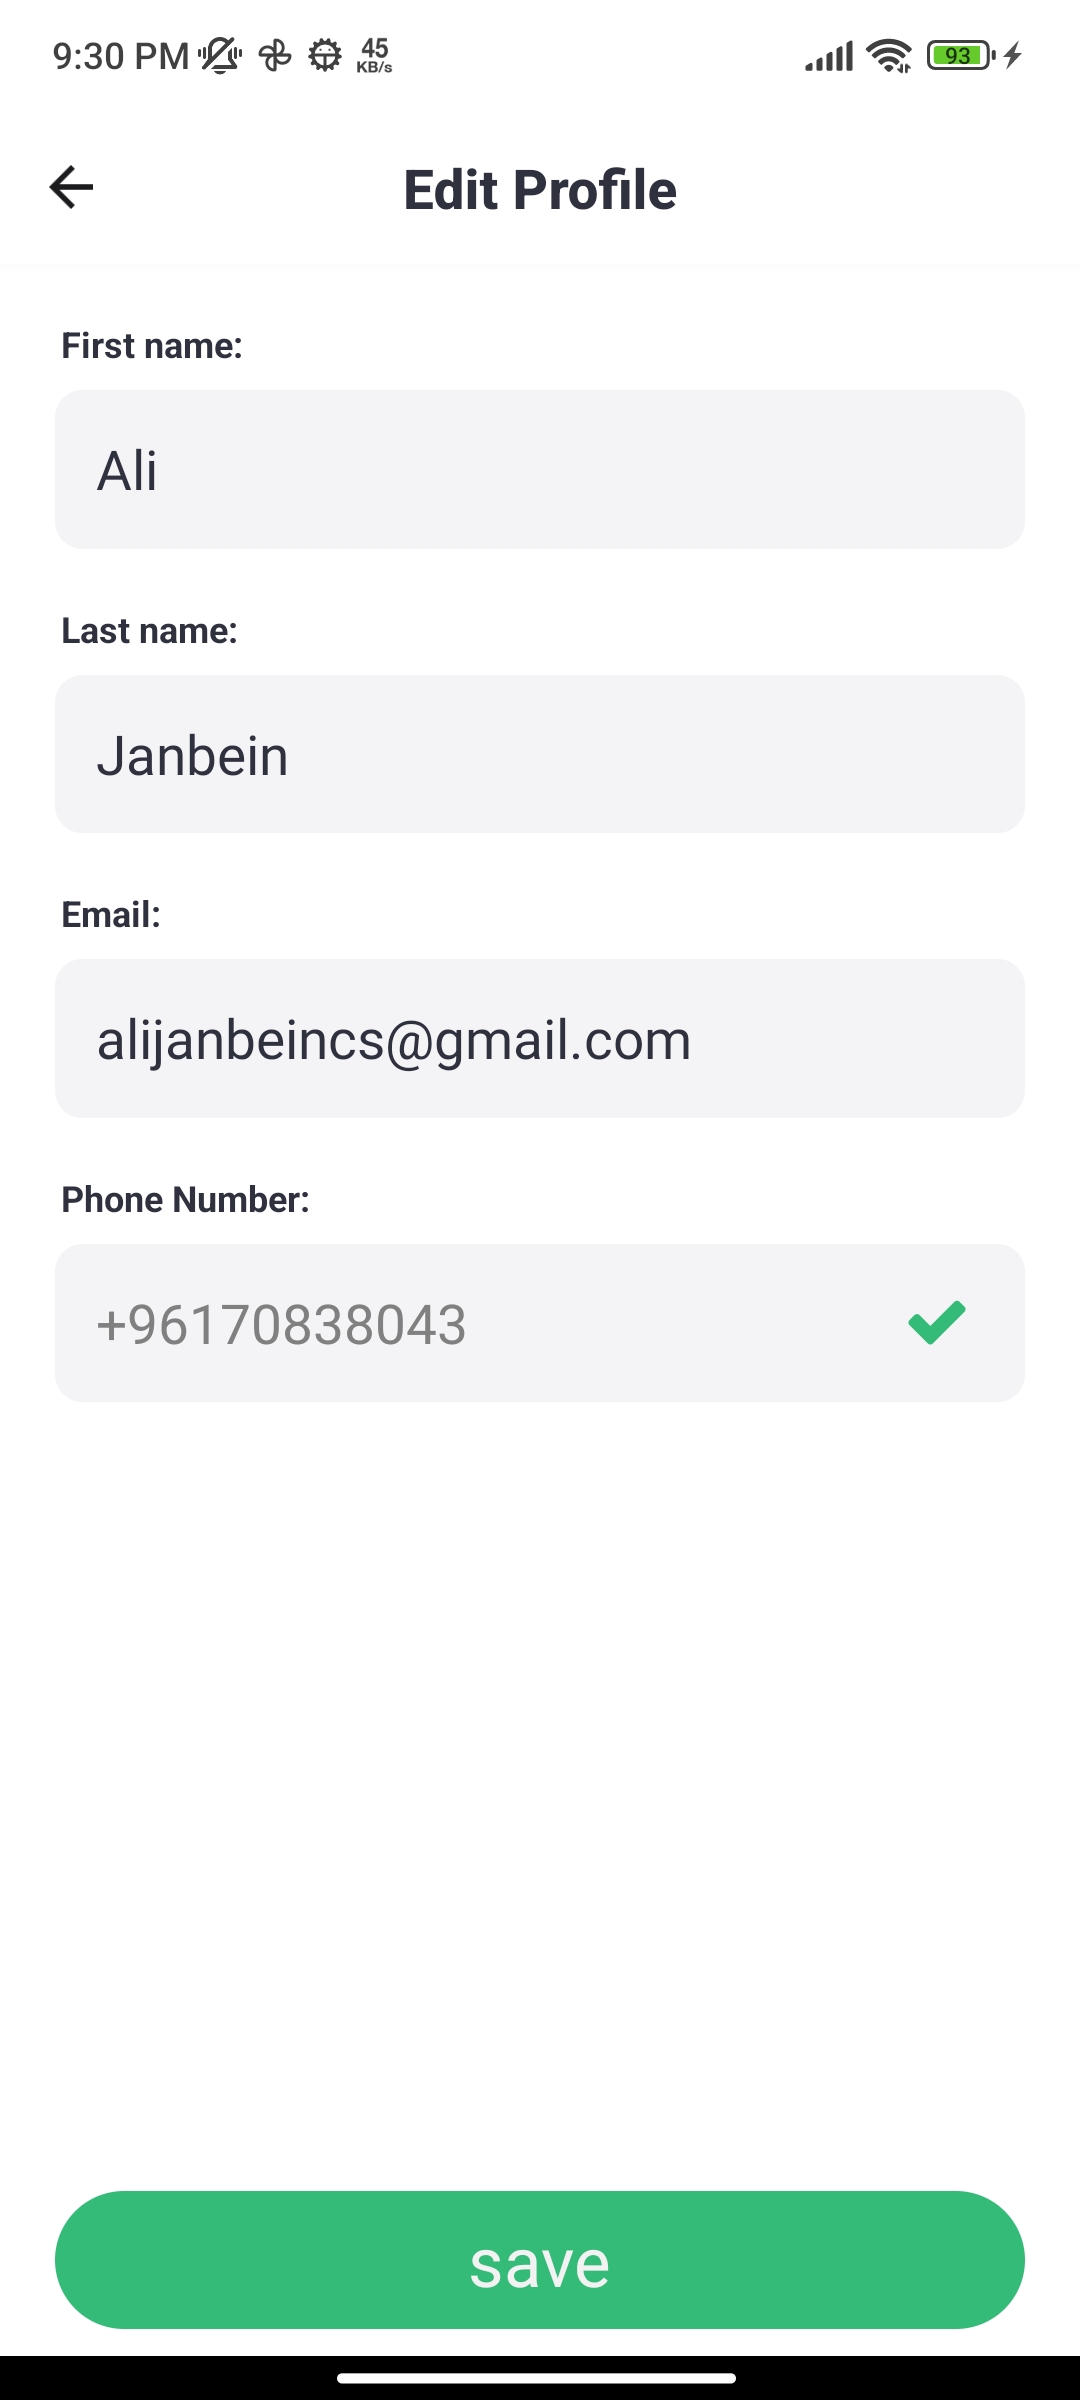 9:30 PM 45 KB/s 93
Edit Profile
First name:
Ali
Last name:
Janbein
Email:
alijanbeincs@gmail.com
Phone Number:
+96170838043
save